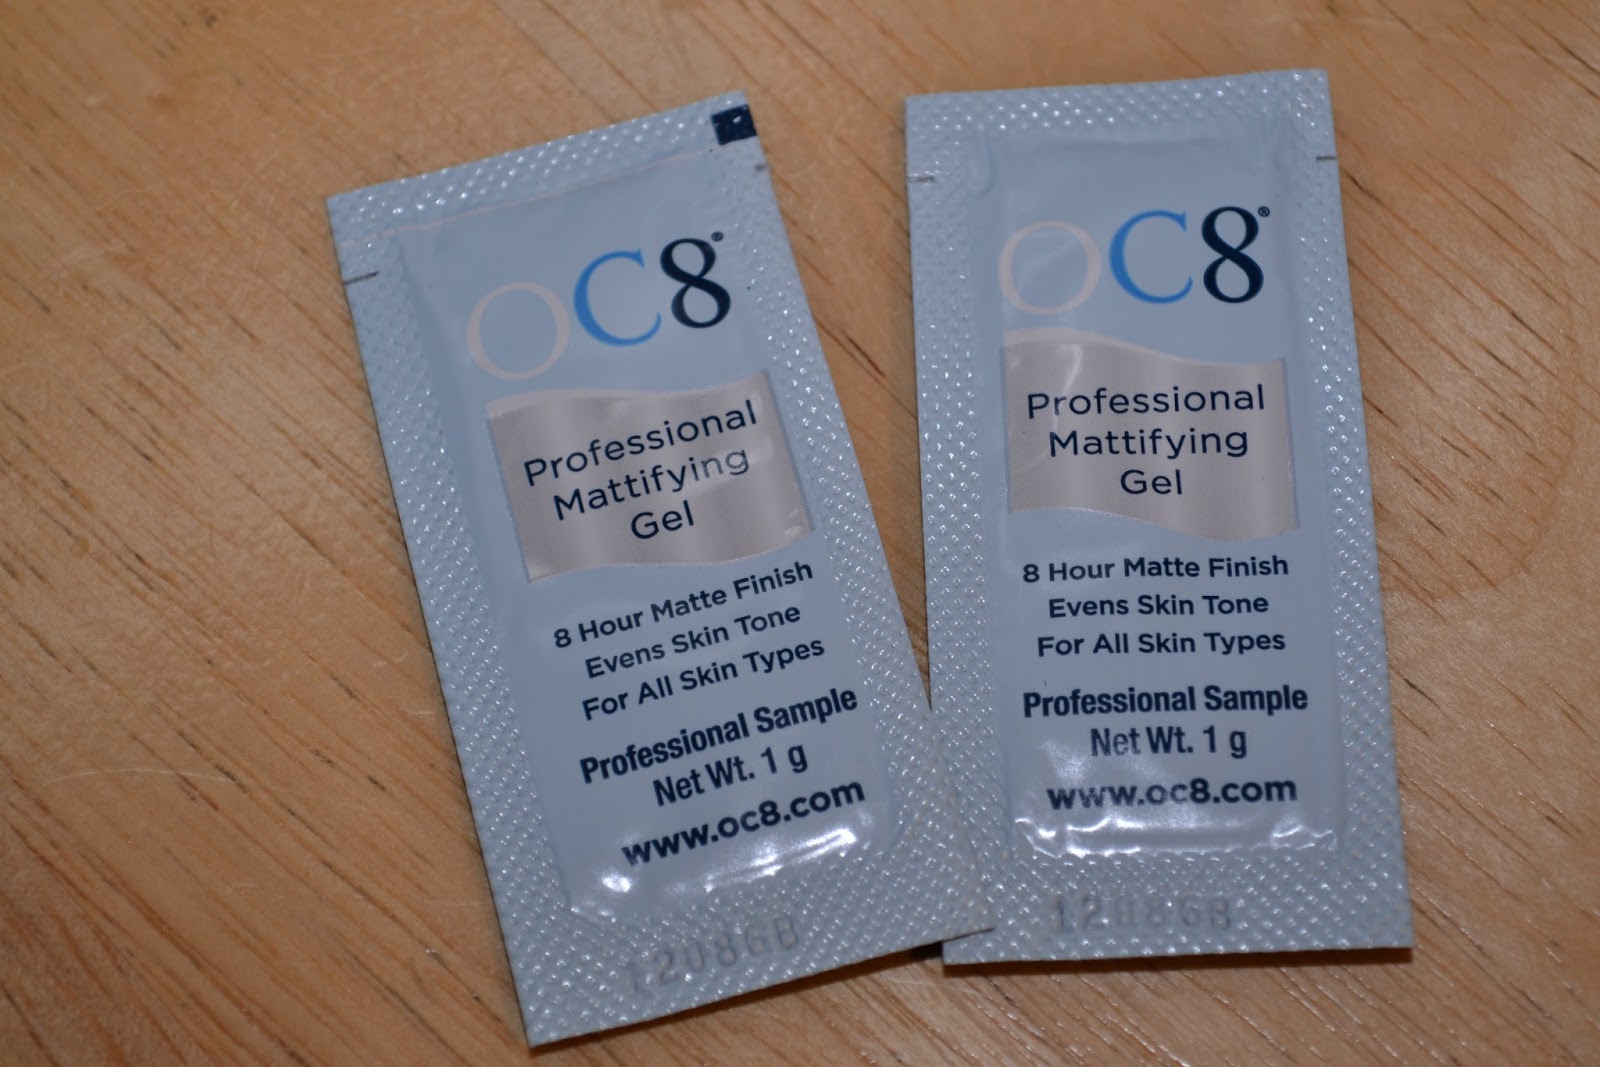 OC8®
Professional
Mattifying
Gel
8 Hour Matte Finish
Evens Skin Tone
For All Skin Types
Professional Sample
Net Wt. 1 g
www.oc8.com
12086B
OC8®
Professional
Mattifying
Gel
8 Hour Matte Finish
Evens Skin Tone
For All Skin Types
Professional Sample
Net Wt. 1 g
www.oc8.com
12086B